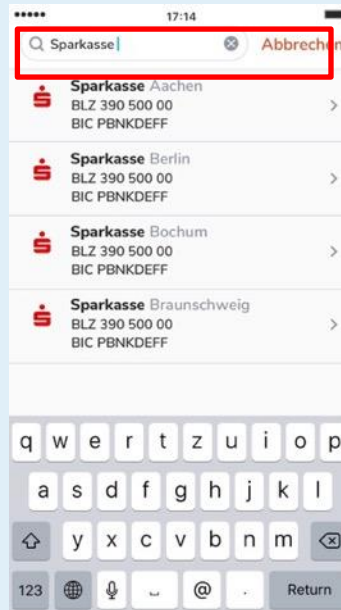 17:14
Sparkasse Abbrechen
Sparkasse Aachen
BLZ 390 500 00
BIC PBNKDEFF
Sparkasse Berlin
BLZ 390 500 00
BIC PBNKDEFF
Sparkasse Bochum
BLZ 390 500 00
BIC PBNKDEFF
Sparkasse Braunschweig
BLZ 390 500 00
BIC PBNKDEFF
q w e r t z u i o p
a s d f g h j k l
y x c v b n m
123 @ . Return